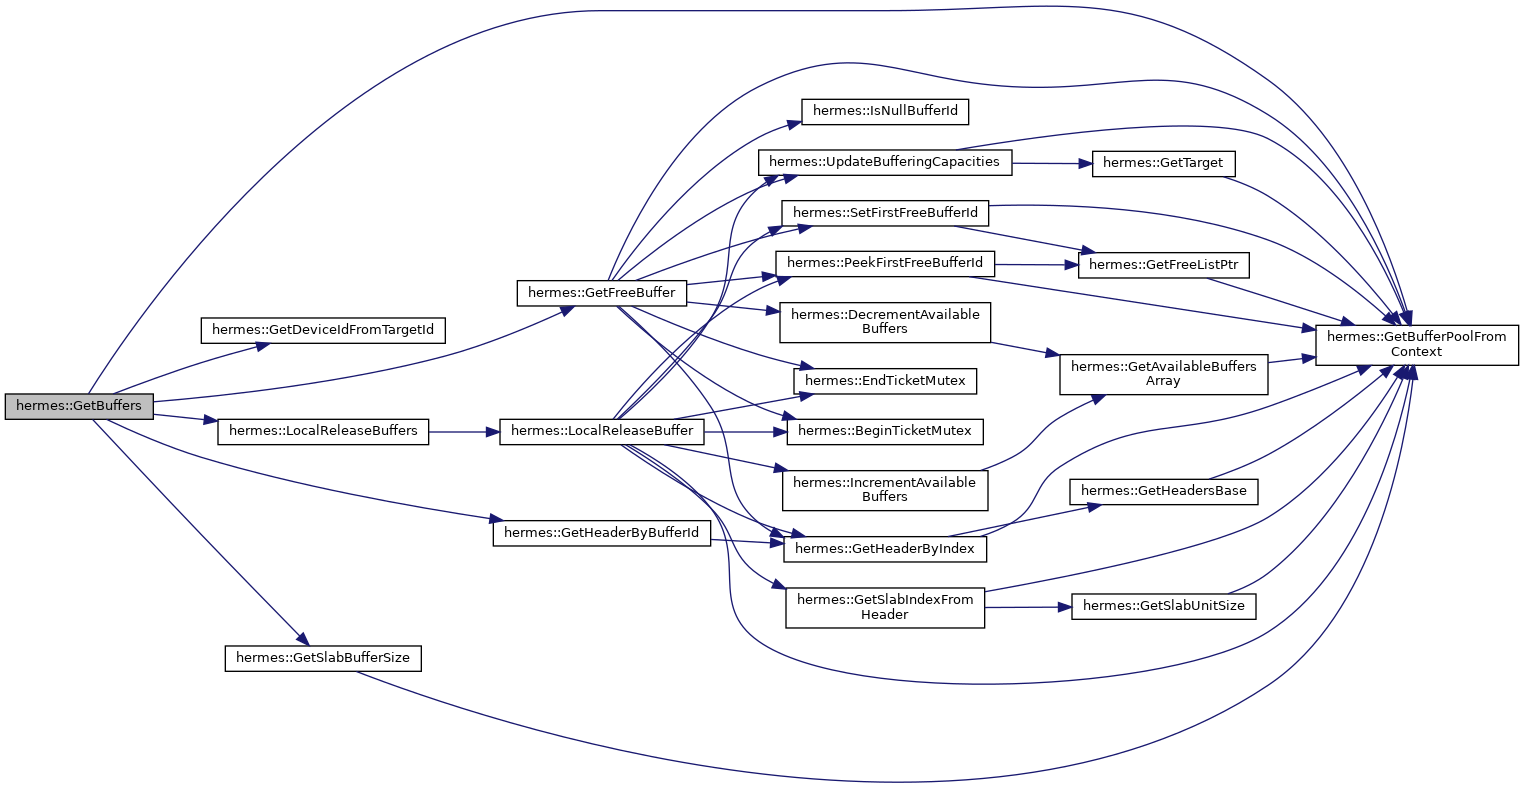 hermes::GetBuffers
hermes::GetDeviceIdFromTargetId
hermes::LocalReleaseBuffers
hermes::GetSlabBufferSize
hermes::GetFreeBuffer
hermes::LocalReleaseBuffer
hermes::GetHeaderByBufferId
hermes::IsNullBufferId
hermes::UpdateBufferingCapacities
hermes::SetFirstFreeBufferId
hermes::PeekFirstFreeBufferId
hermes::DecrementAvailable
Buffers
hermes::EndTicketMutex
hermes::BeginTicketMutex
hermes::IncrementAvailable
Buffers
hermes::GetHeaderByIndex
hermes::GetSlabIndexFrom
Header
hermes::GetTarget
hermes::GetFreeListPtr
hermes::GetAvailableBuffers
Array
hermes::GetHeadersBase
hermes::GetSlabUnitSize
hermes::GetBufferPoolFrom
Context